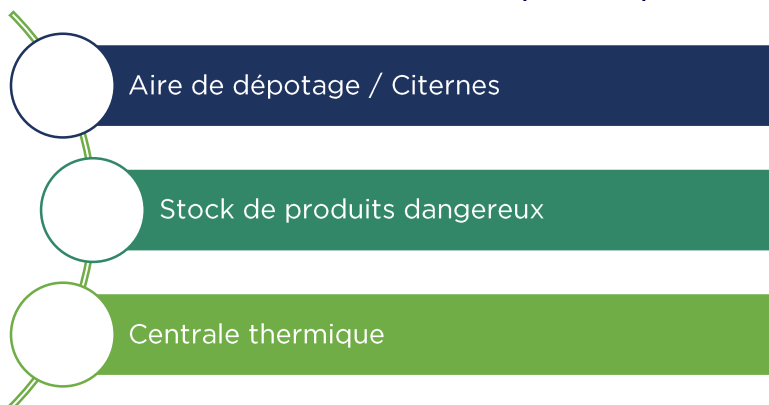 Aire de dépotage / Citernes
Stock de produits dangereux
Centrale thermique